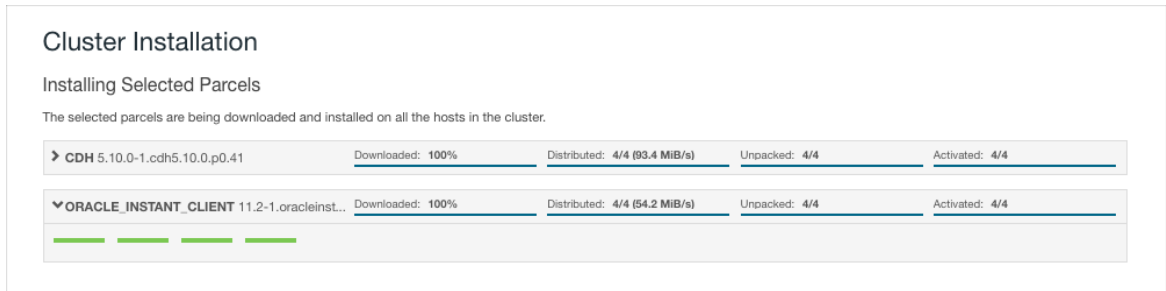 Cluster Installation
Installing Selected Parcels
The selected parcels are being downloaded and installed on all the hosts in the cluster.
CDH 5.10.0-1.cdh5.10.0.p0.41 Downloaded: 100% Distributed: 4/4 (93.4 MiB/s) Unpacked: 4/4 Activated: 4/4
ORACLE_INSTANT_CLIENT 11.2-1.oracleinst... Downloaded: 100% Distributed: 4/4 (54.2 MiB/s) Unpacked: 4/4 Activated: 4/4